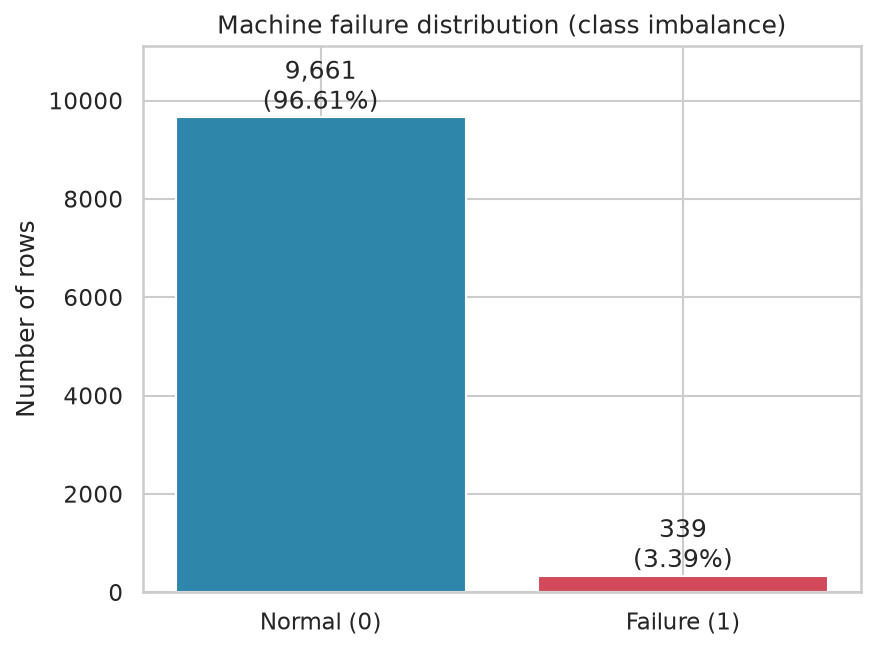 Machine failure distribution (class imbalance)
9,661
(96.61%)
10000
8000
6000
4000
2000
0
Number of rows
339
(3.39%)
Normal (0)
Failure (1)